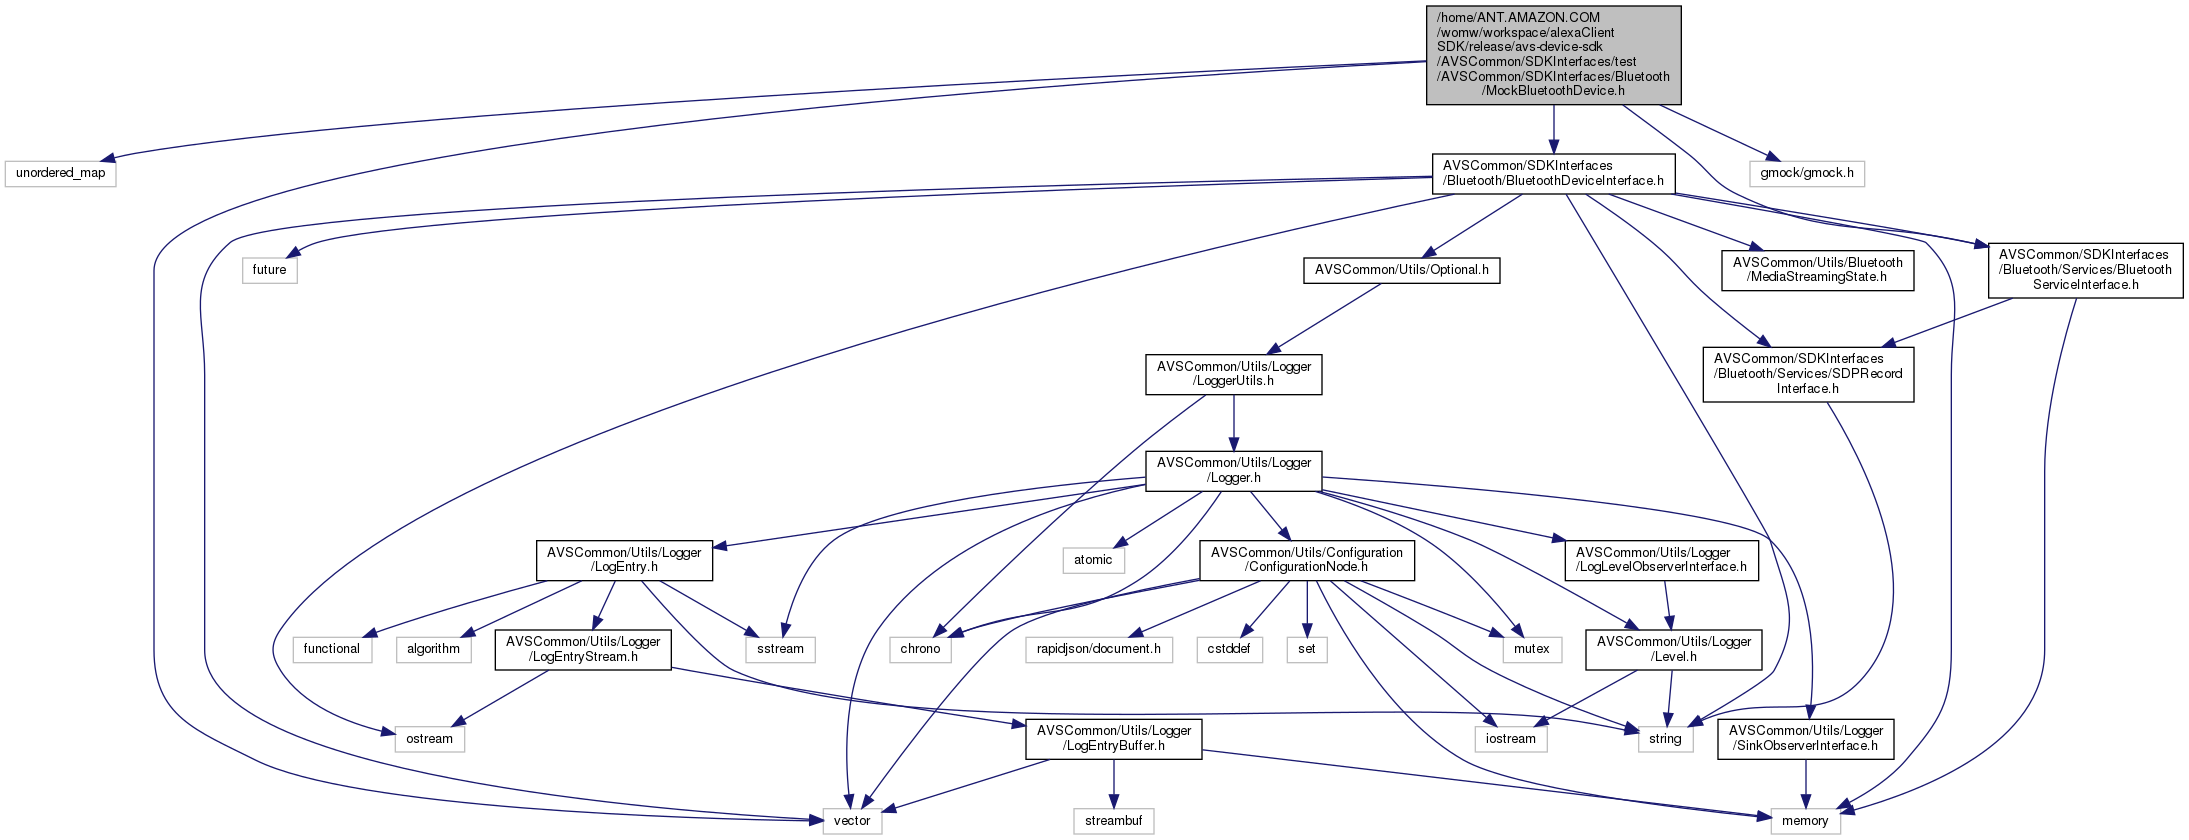 /home/ANT.AMAZON.COM
/womw/workspace/alexaClient
SDK/release/avs-device-sdk
/AVSCommon/SDKInterfaces/test
/AVSCommon/SDKInterfaces/Bluetooth
/MockBluetoothDevice.h
unordered_map
AVSCommon/SDKInterfaces
/Bluetooth/BluetoothDeviceInterface.h
gmock/gmock.h
future
AVSCommon/Utils/Optional.h
AVSCommon/Utils/Bluetooth
/MediaStreamingState.h
AVSCommon/SDKInterfaces
/Bluetooth/Services/Bluetooth
ServiceInterface.h
AVSCommon/Utils/Logger
/LoggerUtils.h
AVSCommon/SDKInterfaces
/Bluetooth/Services/SDPRecord
Interface.h
AVSCommon/Utils/Logger
/Logger.h
AVSCommon/Utils/Logger
/LogEntry.h
atomic
AVSCommon/Utils/Configuration
/ConfigurationNode.h
AVSCommon/Utils/Logger
/LogLevelObserverInterface.h
functional
algorithm
AVSCommon/Utils/Logger
/LogEntryStream.h
sstream
chrono
rapidjson/document.h
cstddef
set
mutex
AVSCommon/Utils/Logger
/Level.h
ostream
AVSCommon/Utils/Logger
/LogEntryBuffer.h
iostream
string
AVSCommon/Utils/Logger
/SinkObserverInterface.h
vector
streambuf
memory